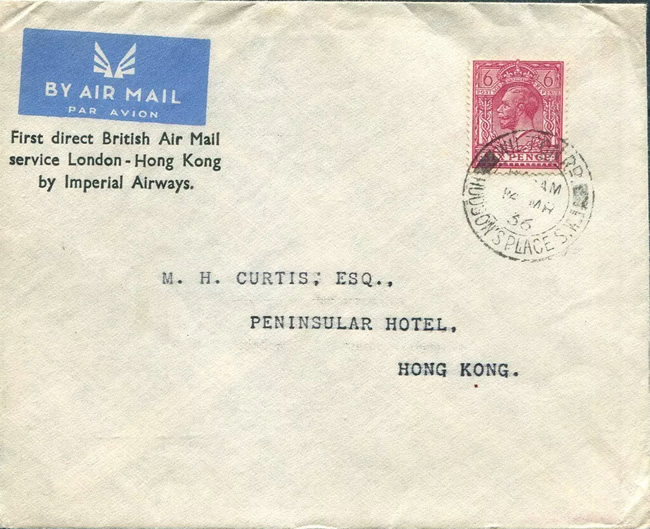 BY AIR MAIL
PAR AVION
First direct British Air Mail
service London-Hong Kong
by Imperial Airways.
6 6
PENCE
AM
MR
36
HUDSON'S PLACE S.W.1
M. H. CURTIS, ESQ.,
PENINSULAR HOTEL,
HONG KONG.